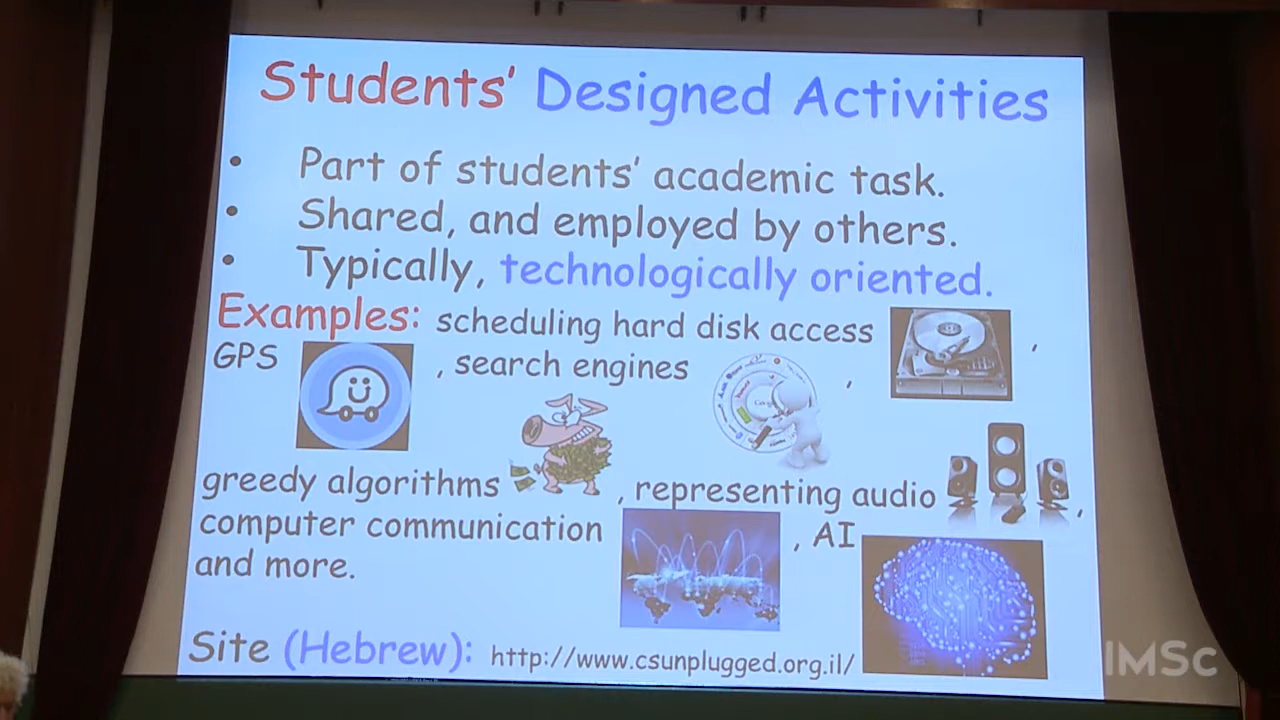 Students' Designed Activities
• Part of students' academic task.
• Shared, and employed by others.
• Typically, technologically oriented.
Examples: scheduling hard disk access ,
GPS , search engines ,
greedy algorithms , representing audio ,
computer communication , AI
and more.
Site (Hebrew): http://www.csunplugged.org.il/
IMSc